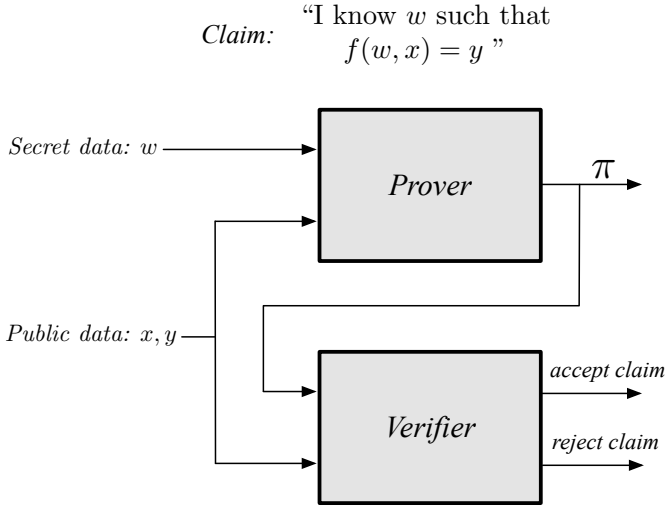 Claim: “I know w such that
f(w, x) = y ”
Secret data: w
Prover
π
Public data: x, y
accept claim
Verifier
reject claim